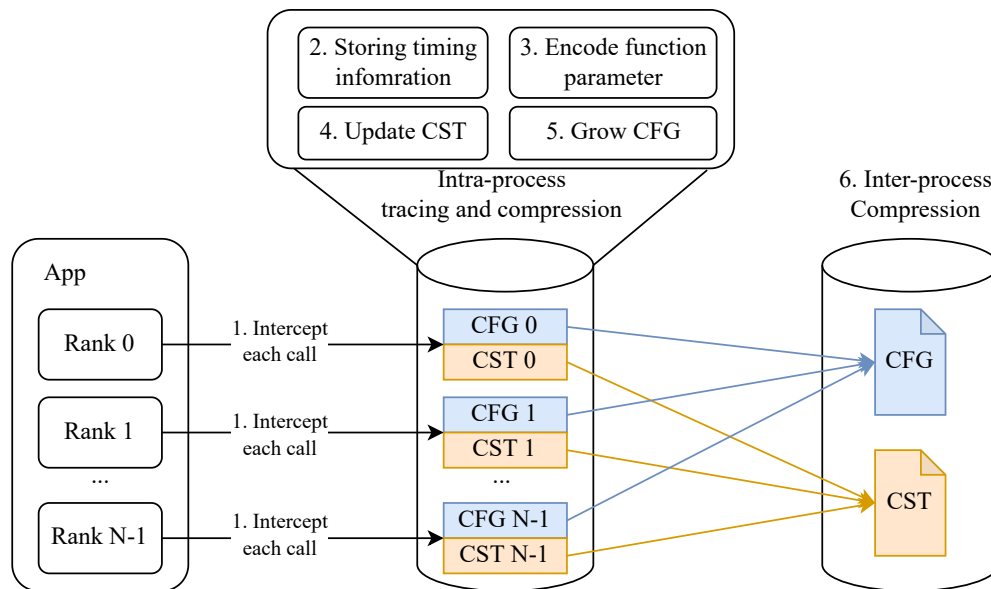 2. Storing timing
infomration
3. Encode function
parameter
4. Update CST
5. Grow CFG
Intra-process
tracing and compression
6. Inter-process
Compression
App
Rank 0
1. Intercept
each call
CFG 0
CST 0
CFG
Rank 1
1. Intercept
each call
CFG 1
CST 1
...
...
CST
Rank N-1
1. Intercept
each call
CFG N-1
CST N-1